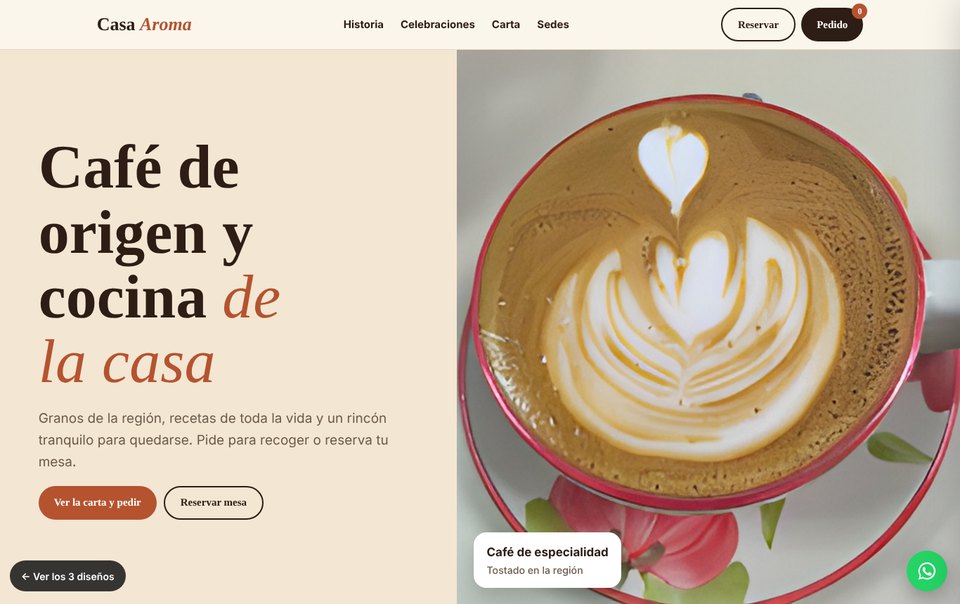 Casa Aroma
Historia
Celebraciones
Carta
Sedes
Reservar
Pedido
0
Café de
origen y
cocina de
la casa
Granos de la región, recetas de toda la vida y un rincón
tranquilo para quedarse. Pide para recoger o reserva tu
mesa.
Ver la carta y pedir
Reservar mesa
Café de especialidad
Tostado en la región
← Ver los 3 diseños